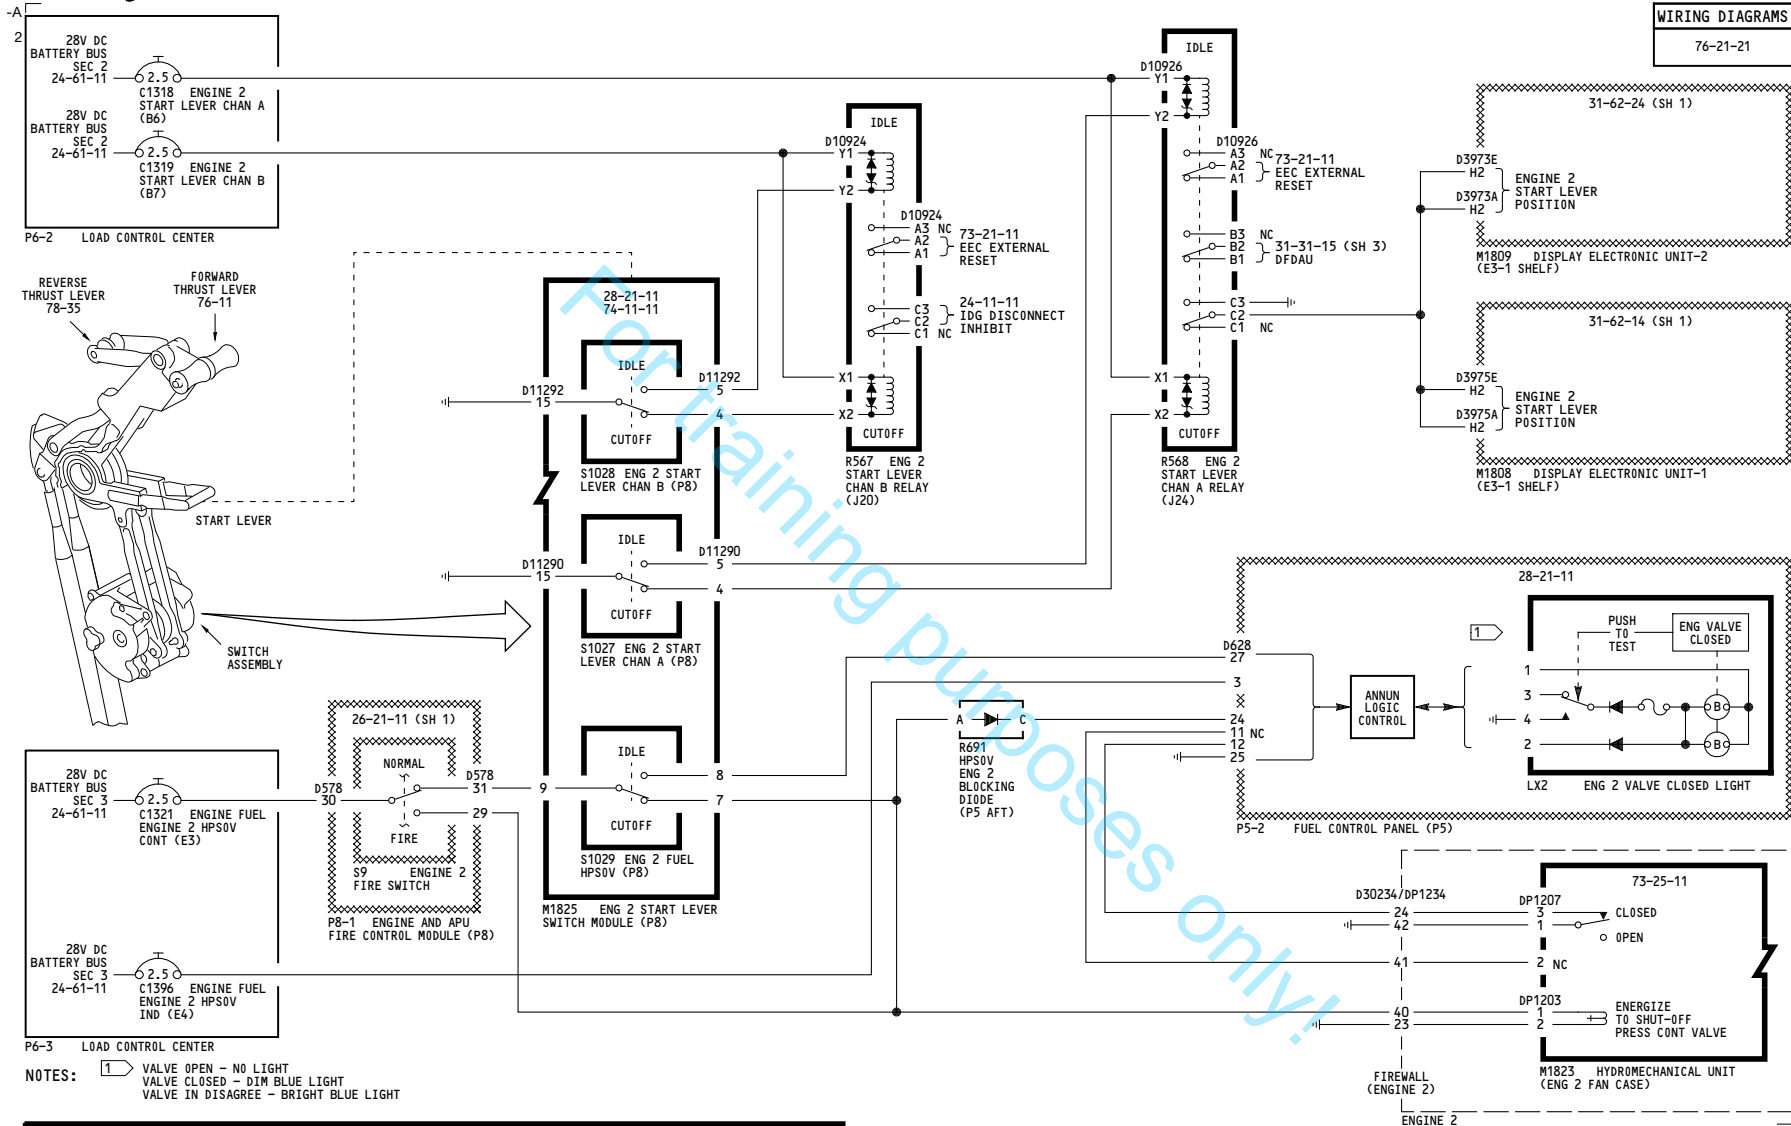 -A
2
28V DC
BATTERY BUS
SEC 2
24-61-11
2.5
C1318 ENGINE 2
START LEVER CHAN A
(B6)
28V DC
BATTERY BUS
SEC 2
24-61-11
2.5
C1319 ENGINE 2
START LEVER CHAN B
(B7)
P6-2 LOAD CONTROL CENTER
WIRING DIAGRAMS
76-21-21
IDLE
D10924
Y1
Y2
D10924
A3 NC
A2
A1
73-21-11
EEC EXTERNAL
RESET
C3
C2
C1 NC
24-11-11
IDG DISCONNECT
INHIBIT
X1
X2
CUTOFF
R567 ENG 2
START LEVER
CHAN B RELAY
(J20)
IDLE
D10926
Y1
Y2
D10926
A3 NC
A2
A1
73-21-11
EEC EXTERNAL
RESET
B3 NC
B2
B1
31-31-15 (SH 3)
DFDAU
C3
C2
C1 NC
X1
X2
CUTOFF
R568 ENG 2
START LEVER
CHAN A RELAY
(J24)
31-62-24 (SH 1)
D3973E
H2
D3973A
H2
ENGINE 2
START LEVER
POSITION
M1809 DISPLAY ELECTRONIC UNIT-2
(E3-1 SHELF)
31-62-14 (SH 1)
D3975E
H2
D3975A
H2
ENGINE 2
START LEVER
POSITION
M1808 DISPLAY ELECTRONIC UNIT-1
(E3-1 SHELF)
REVERSE
THRUST LEVER
78-35
FORWARD
THRUST LEVER
76-11
START LEVER
SWITCH
ASSEMBLY
28-21-11
74-11-11
IDLE
D11292
15
D11292
5
4
CUTOFF
S1028 ENG 2 START
LEVER CHAN B (P8)
IDLE
D11290
15
D11290
5
4
CUTOFF
S1027 ENG 2 START
LEVER CHAN A (P8)
IDLE
9
8
7
CUTOFF
S1029 ENG 2 FUEL
HPSOV (P8)
M1825 ENG 2 START LEVER
SWITCH MODULE (P8)
26-21-11 (SH 1)
NORMAL
D578
30
D578
31
29
FIRE
S9 ENGINE 2
FIRE SWITCH
P8-1 ENGINE AND APU
FIRE CONTROL MODULE (P8)
28V DC
BATTERY BUS
SEC 3
24-61-11
2.5
C1321 ENGINE FUEL
ENGINE 2 HPSOV
CONT (E3)
28V DC
BATTERY BUS
SEC 3
24-61-11
2.5
C1396 ENGINE FUEL
ENGINE 2 HPSOV
IND (E4)
P6-3 LOAD CONTROL CENTER
A
C
R691
HPSOV
ENG 2
BLOCKING
DIODE
(P5 AFT)
28-21-11
D628
27
3
24
11 NC
12
25
ANNUN
LOGIC
CONTROL
1
PUSH
TO
TEST
ENG VALVE
CLOSED
1
3
4
2
B
B
LX2 ENG 2 VALVE CLOSED LIGHT
P5-2 FUEL CONTROL PANEL (P5)
73-25-11
D30234/DP1234
24
42
41
40
23
DP1207
3
1
2 NC
CLOSED
OPEN
DP1203
1
2
ENERGIZE
TO SHUT-OFF
PRESS CONT VALVE
M1823 HYDROMECHANICAL UNIT
(ENG 2 FAN CASE)
FIREWALL
(ENGINE 2)
ENGINE 2
NOTES:
1 VALVE OPEN - NO LIGHT
VALVE CLOSED - DIM BLUE LIGHT
VALVE IN DISAGREE - BRIGHT BLUE LIGHT
For training purposes only!